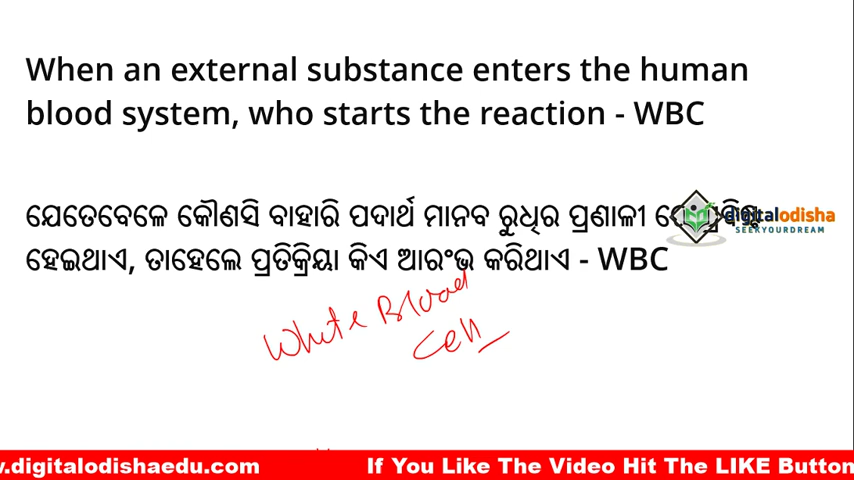 When an external substance enters the human
blood system, who starts the reaction - WBC
ଯେତେବେଳେ କୌଣସି ବାହାରି ପଦାର୍ଥ ମାନବ ରୁଧିର ପ୍ରଣାଳୀ
digitalodisha
SEEKYOURDREAM
ହେଇଥାଏ, ତାହେଲେ ପ୍ରତିକ୍ରିୟା କିଏ ଆରଂଭ କରିଥାଏ - WBC
White Blood
Cell
.digitalodishaedu.com If You Like The Video Hit The LIKE Button